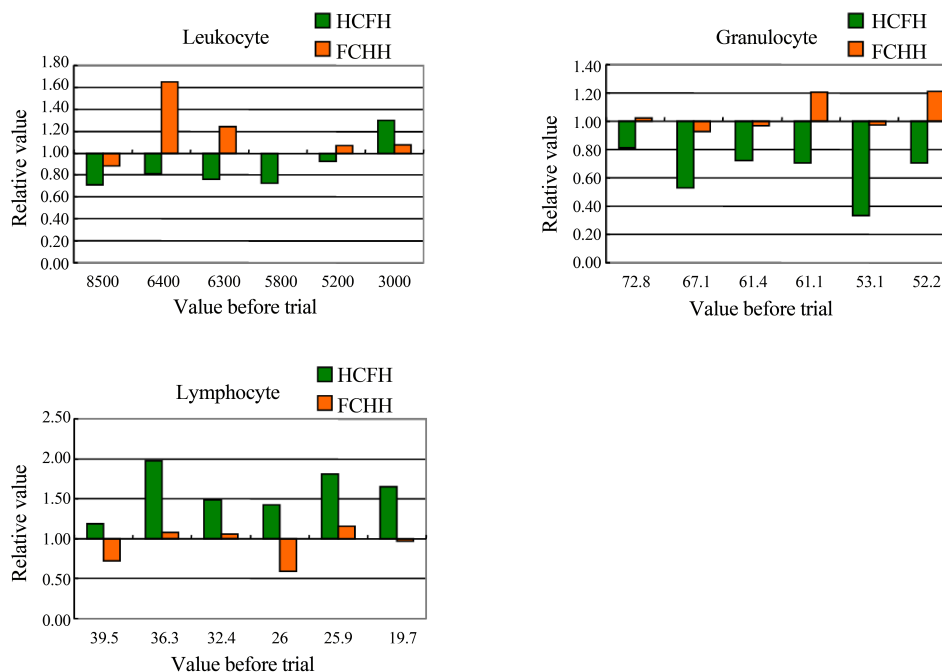 Leukocyte
HCFH
FCHH
Relative value
1.80
1.60
1.40
1.20
1.00
0.80
0.60
0.40
0.20
0.00
8500 6400 6300 5800 5200 3000
Value before trial
Granulocyte
HCFH
FCHH
Relative value
1.40
1.20
1.00
0.80
0.60
0.40
0.20
0.00
72.8 67.1 61.4 61.1 53.1 52.2
Value before trial
Lymphocyte
HCFH
FCHH
Relative value
2.50
2.00
1.50
1.00
0.50
0.00
39.5 36.3 32.4 26 25.9 19.7
Value before trial